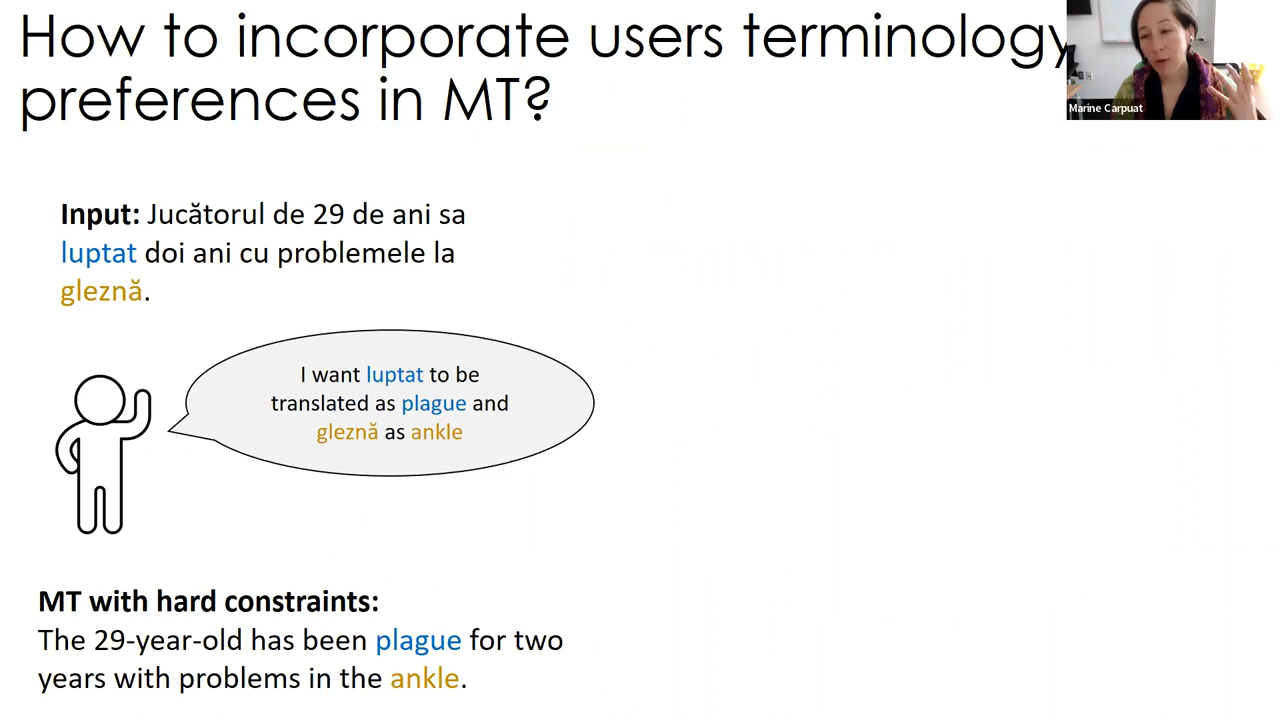 How to incorporate users terminology
preferences in MT?
Marine Carpuat
Input: Jucătorul de 29 de ani sa
luptat doi ani cu problemele la
gleznă.
I want luptat to be
translated as plague and
gleznă as ankle
MT with hard constraints:
The 29-year-old has been plague for two
years with problems in the ankle.